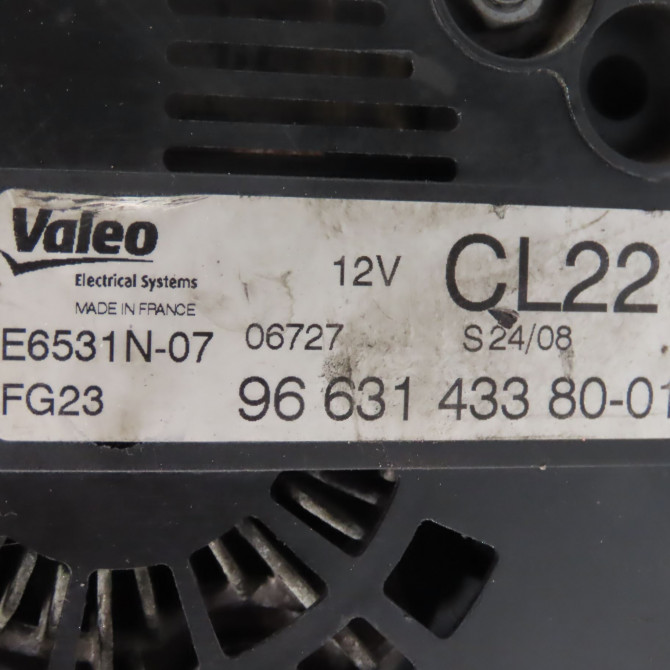 Valeo
Electrical Systems
MADE IN FRANCE
12V
CL22
E6531N-07
06727
S24/08
FG23
96 631 433 80-01